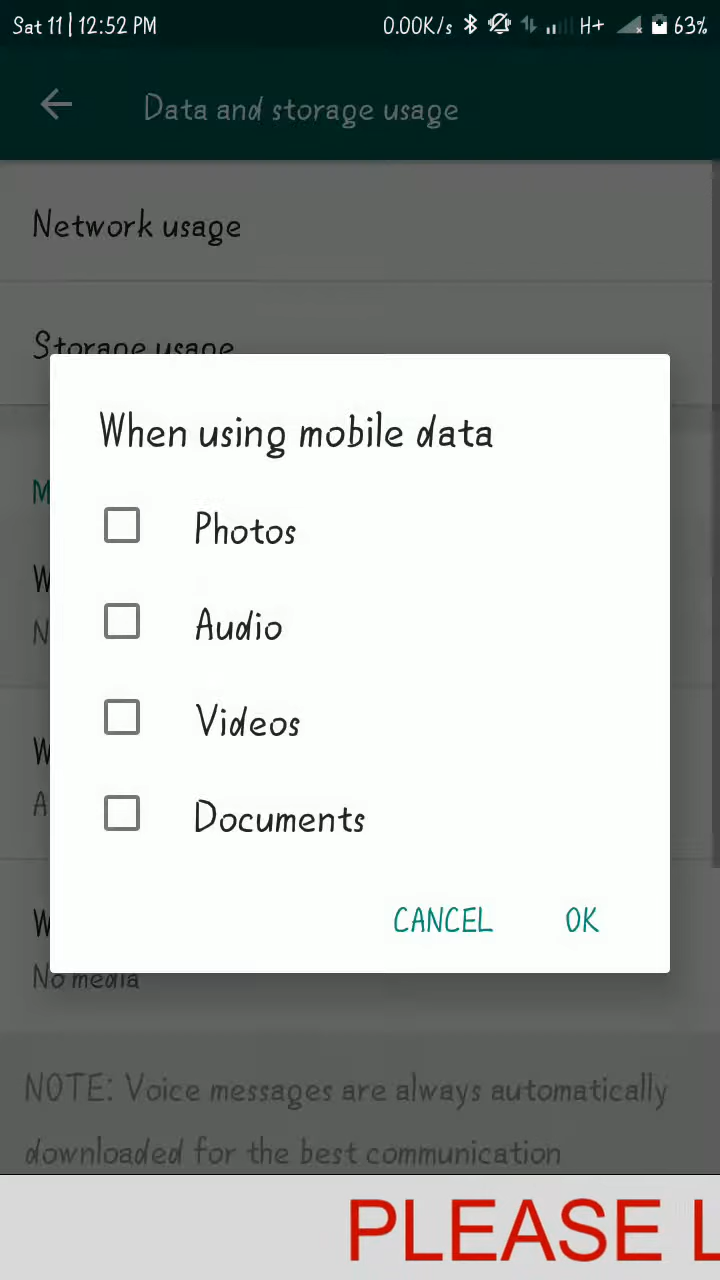 Sat 11 | 12:52 PM 0.00K/s H+ 63%
Data and storage usage
Network usage
Storage usage
When using mobile data
Photos
Audio
Videos
Documents
CANCEL OK
No media
NOTE: Voice messages are always automatically
downloaded for the best communication
PLEASE